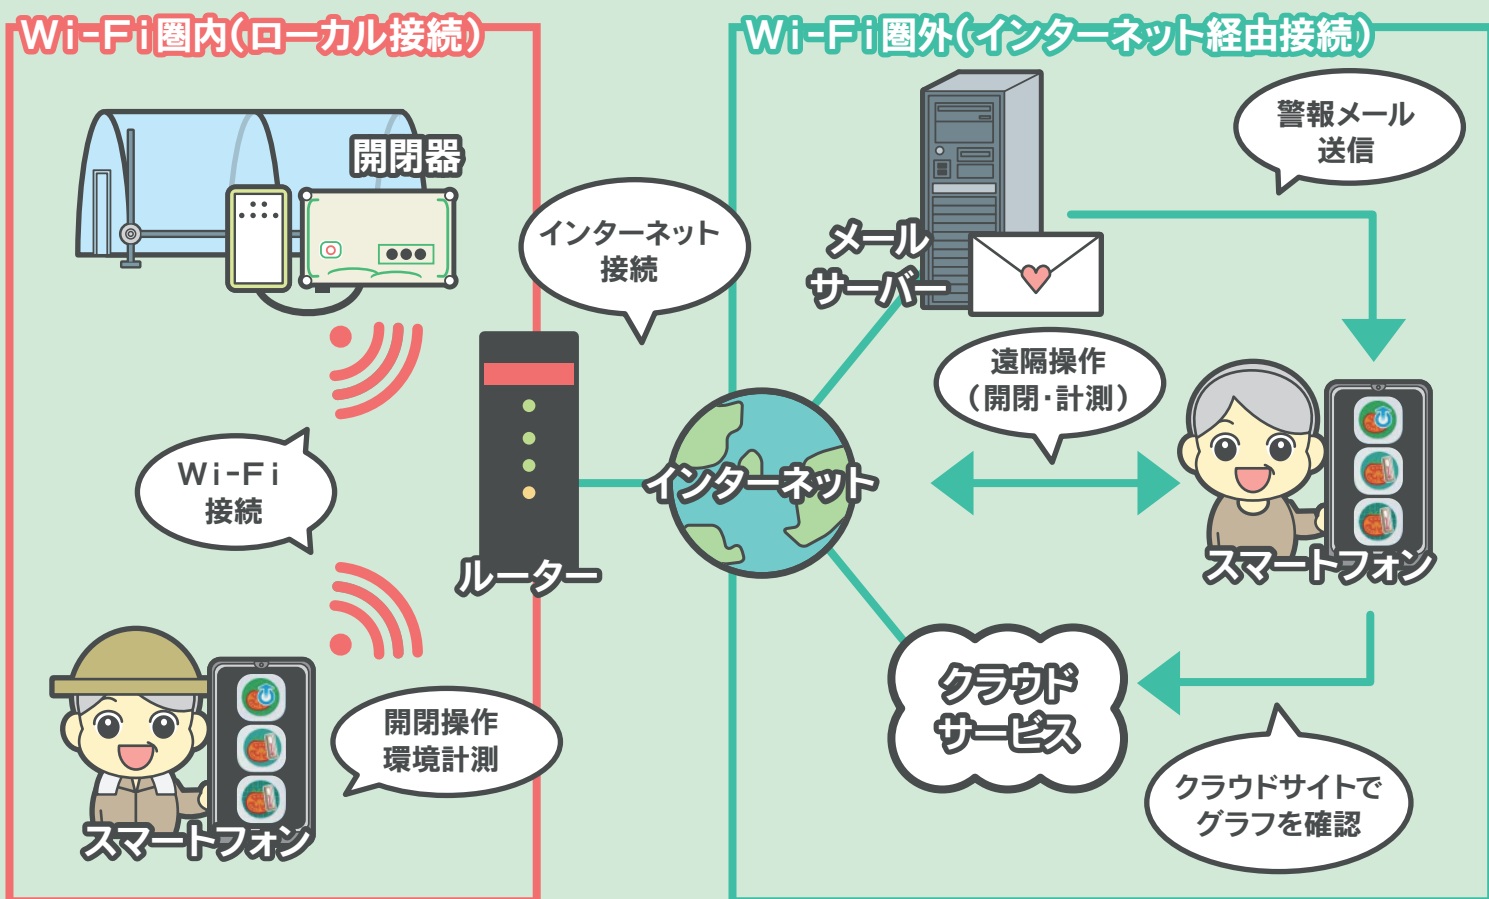 Wi-Fi圏内(ローカル接続)
Wi-Fi圏外(インターネット経由接続)
開閉器
インターネット
接続
メール
サーバー
警報メール
送信
遠隔操作
(開閉・計測)
Wi-Fi
接続
インターネット
ルーター
スマートフォン
開閉操作
環境計測
スマートフォン
クラウド
サービス
クラウドサイトで
グラフを確認